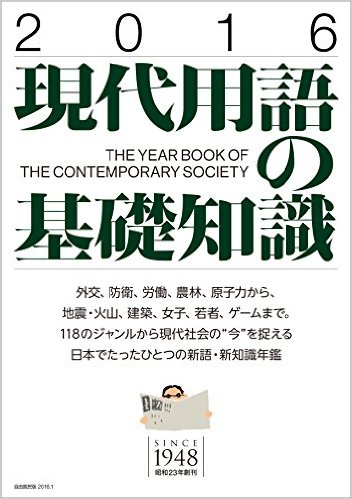 2016
現代用語の
基礎知識
THE YEAR BOOK OF
THE CONTEMPORARY SOCIETY
外交、防衛、労働、農林、原子力から、
地震・火山、建築、女子、若者、ゲームまで。
118のジャンルから現代社会の“今”を捉える
日本でたったひとつの新語・新知識年鑑
SINCE
1948
昭和23年創刊
自由国民版 2016.1